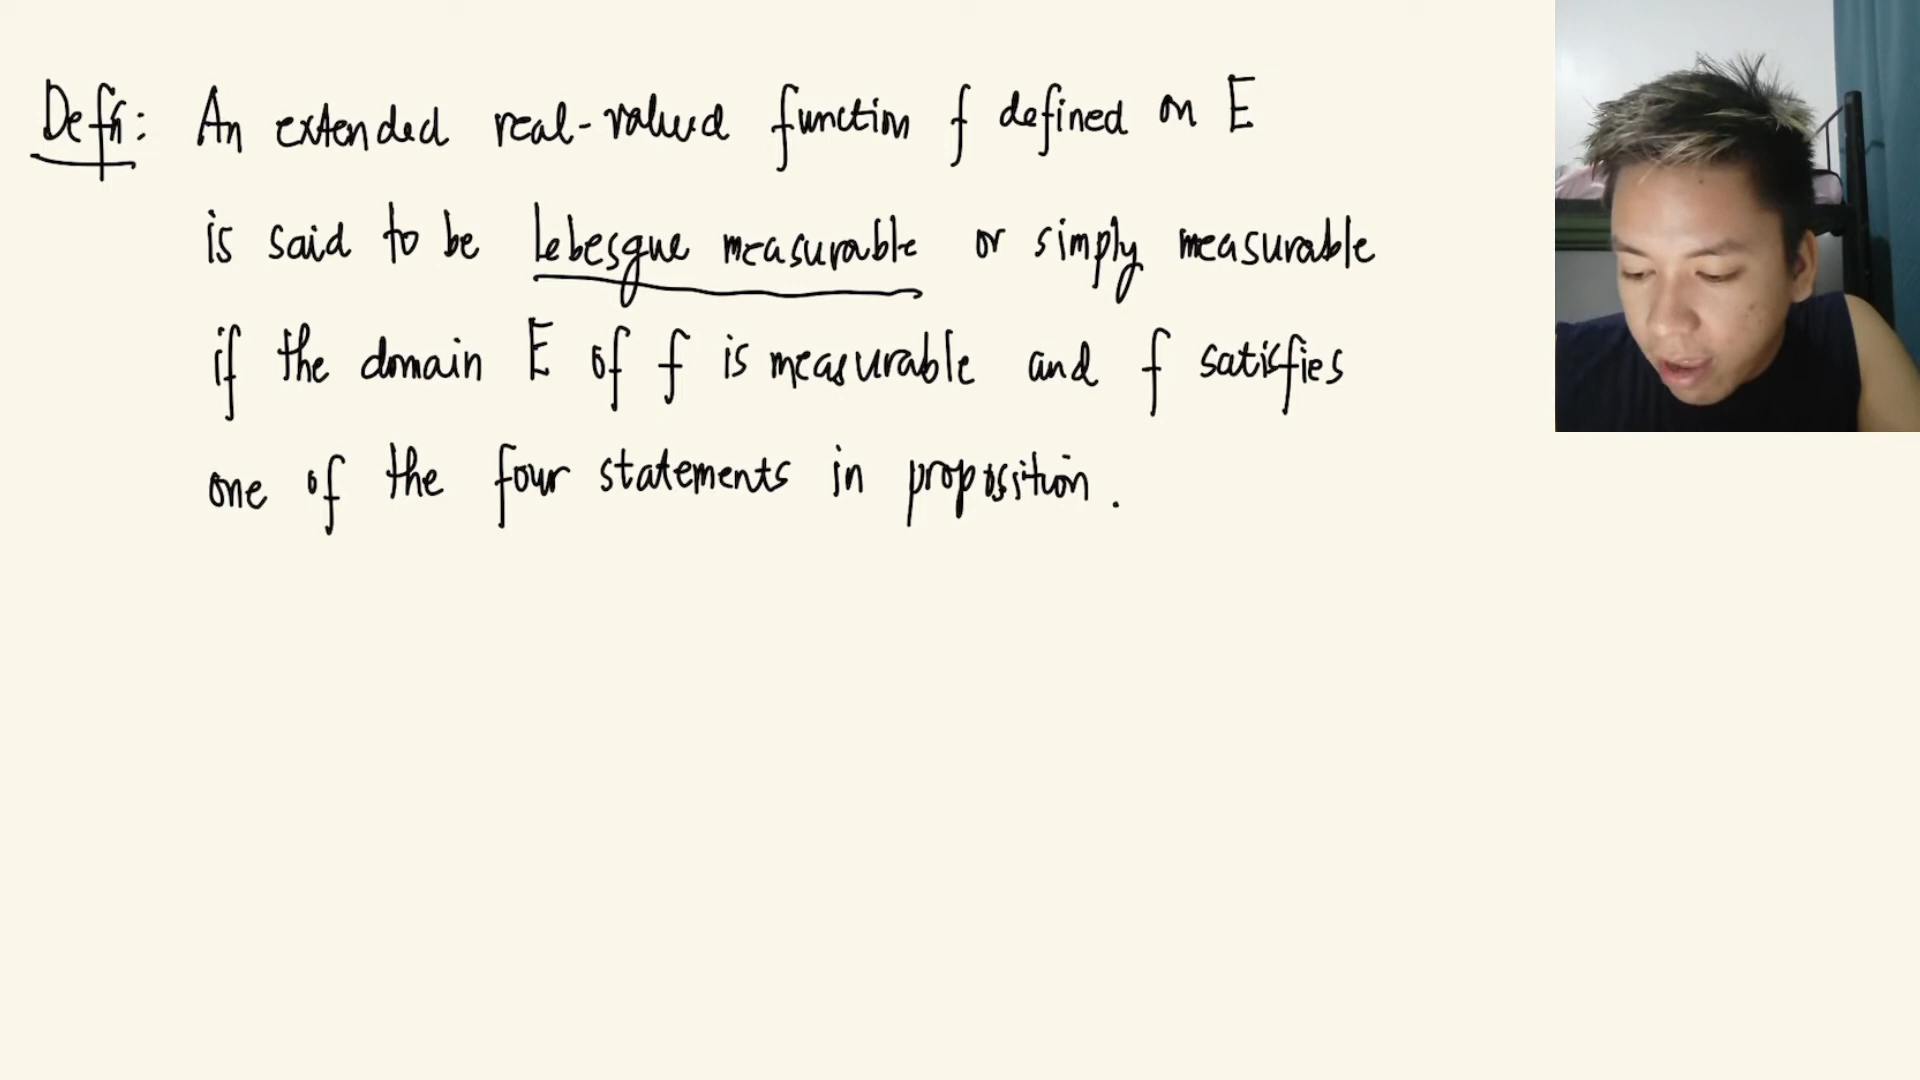 Defn: An extended real-valued function f defined on E
is said to be lebesgue measurable or simply measurable
if the domain E of f is measurable and f satisfies
one of the four statements in proposition.